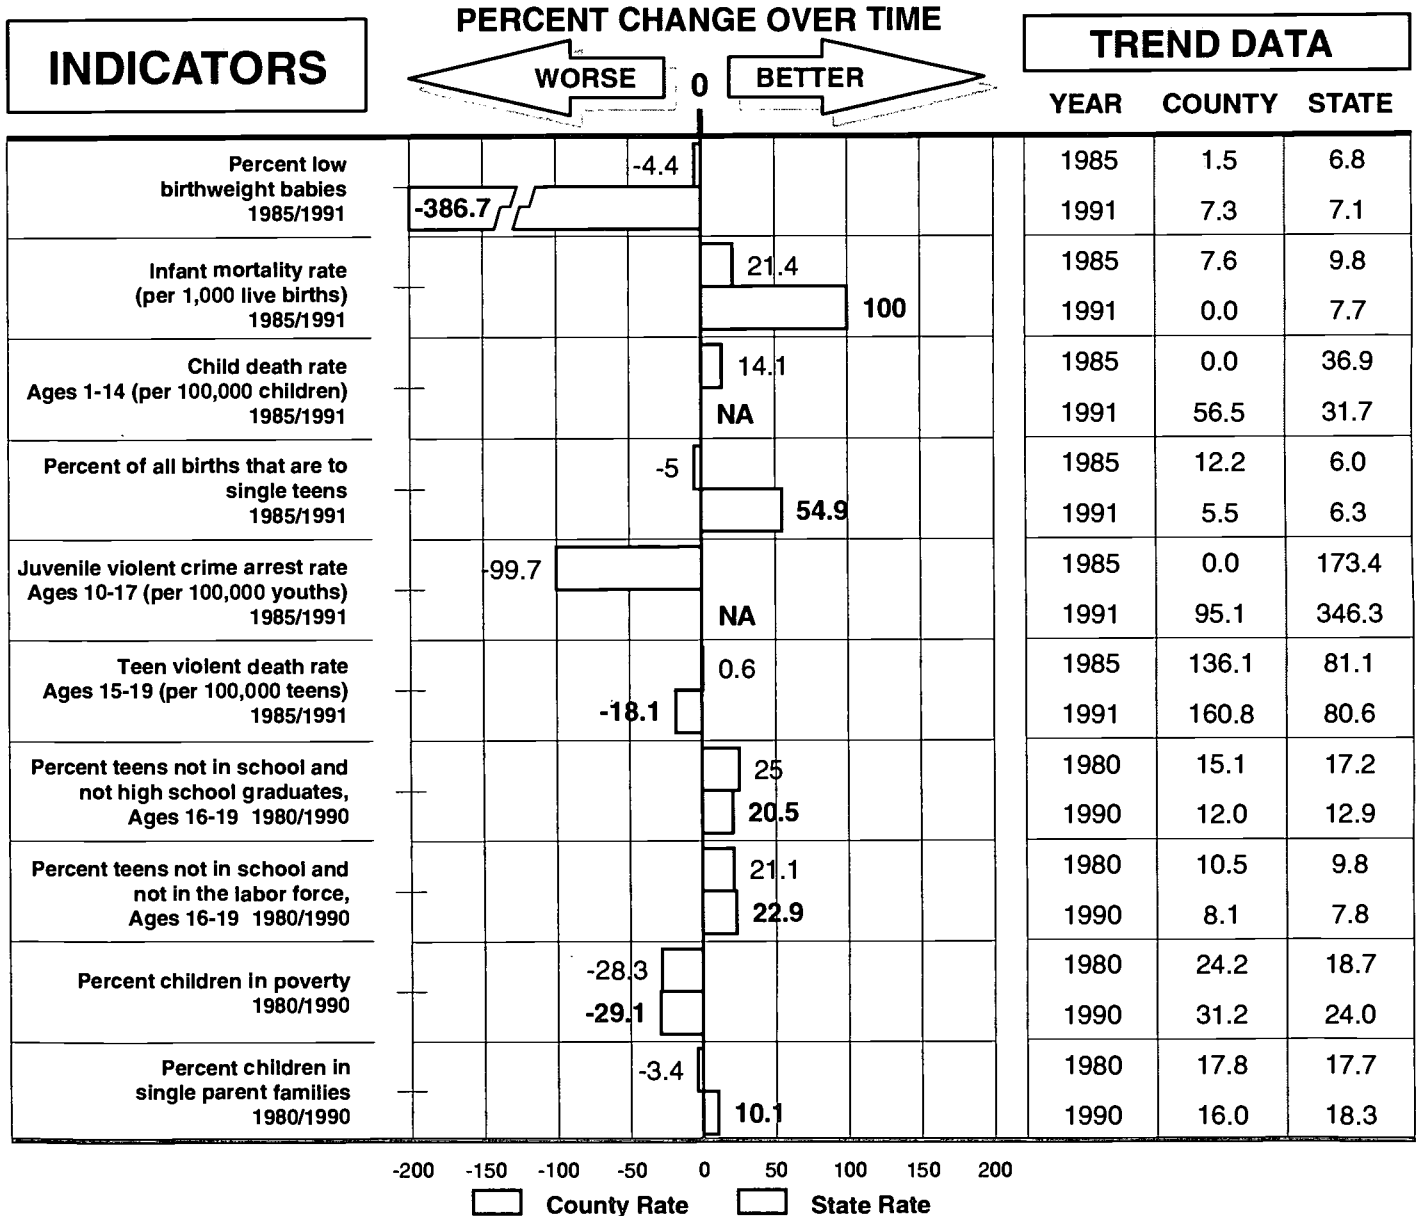 PERCENT CHANGE OVER TIME
INDICATORS
WORSE
0
BETTER
TREND DATA
YEAR COUNTY STATE
Percent low
birthweight babies
1985/1991
-4.4
-386.7
1985 1.5 6.8
1991 7.3 7.1
Infant mortality rate
(per 1,000 live births)
1985/1991
21.4
100
1985 7.6 9.8
1991 0.0 7.7
Child death rate
Ages 1-14 (per 100,000 children)
1985/1991
14.1
NA
1985 0.0 36.9
1991 56.5 31.7
Percent of all births that are to
single teens
1985/1991
-5
54.9
1985 12.2 6.0
1991 5.5 6.3
Juvenile violent crime arrest rate
Ages 10-17 (per 100,000 youths)
1985/1991
-99.7
NA
1985 0.0 173.4
1991 95.1 346.3
Teen violent death rate
Ages 15-19 (per 100,000 teens)
1985/1991
0.6
-18.1
1985 136.1 81.1
1991 160.8 80.6
Percent teens not in school and
not high school graduates,
Ages 16-19 1980/1990
25
20.5
1980 15.1 17.2
1990 12.0 12.9
Percent teens not in school and
not in the labor force,
Ages 16-19 1980/1990
21.1
22.9
1980 10.5 9.8
1990 8.1 7.8
Percent children in poverty
1980/1990
-28.3
-29.1
1980 24.2 18.7
1990 31.2 24.0
Percent children in
single parent families
1980/1990
-3.4
10.1
1980 17.8 17.7
1990 16.0 18.3
-200 -150 -100 -50 0 50 100 150 200
County Rate State Rate